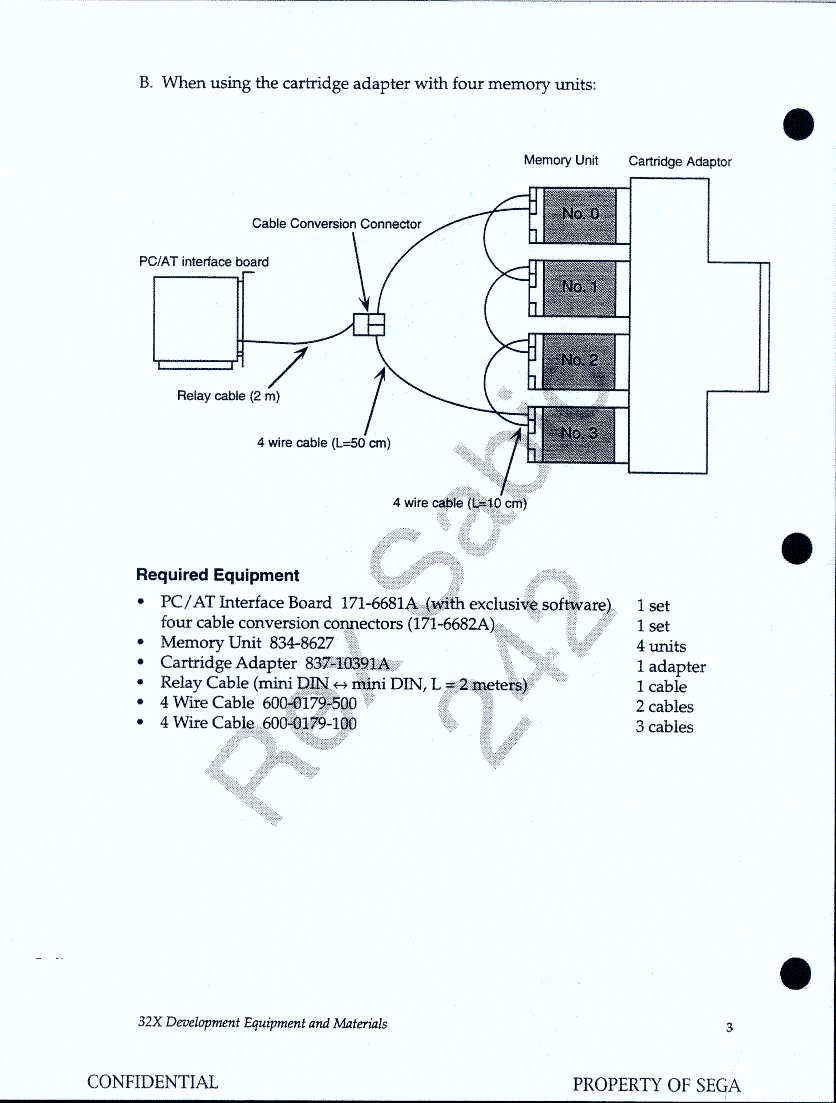 B. When using the cartridge adapter with four memory units:
Memory Unit
Cartridge Adaptor
No. 0
Cable Conversion Connector
PC/AT interface board
No. 1
No. 2
Relay cable (2 m)
No. 3
4 wire cable (L=50 cm)
4 wire cable (L=10 cm)
Required Equipment
• PC/AT Interface Board 171-6681A (with exclusive software) 1 set
four cable conversion connectors (171-6682A) 1 set
• Memory Unit 834-8627 4 units
• Cartridge Adapter 837-10391A 1 adapter
• Relay Cable (mini DIN ↔ mini DIN, L = 2 meters) 1 cable
• 4 Wire Cable 600-0179-500 2 cables
• 4 Wire Cable 600-0179-100 3 cables
Rex Sabio
242
32X Development Equipment and Materials
3
CONFIDENTIAL
PROPERTY OF SEGA